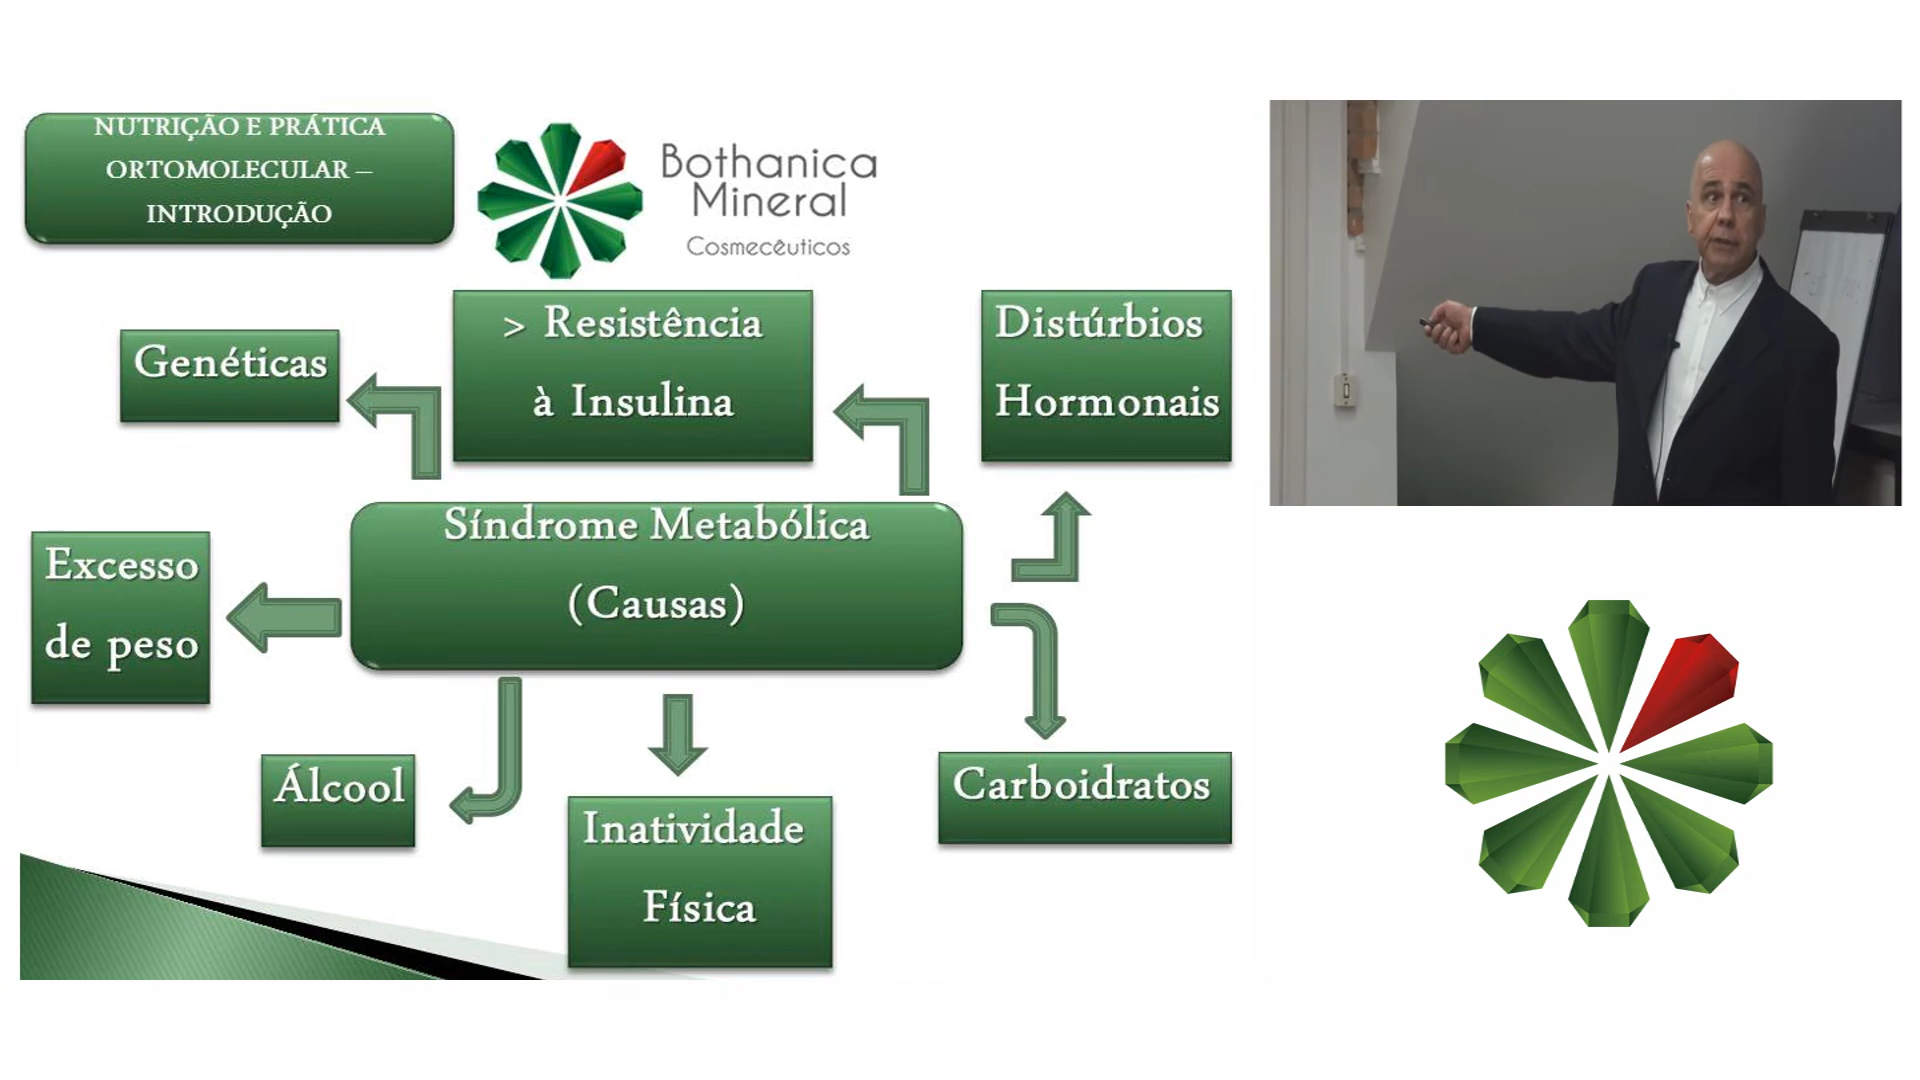 NUTRIÇÃO E PRÁTICA
ORTOMOLECULAR –
INTRODUÇÃO
Bothanica
Mineral
Cosmecêuticos
Genéticas
> Resistência
à Insulina
Distúrbios
Hormonais
Síndrome Metabólica
(Causas)
Excesso
de peso
Álcool
Inatividade
Física
Carboidratos